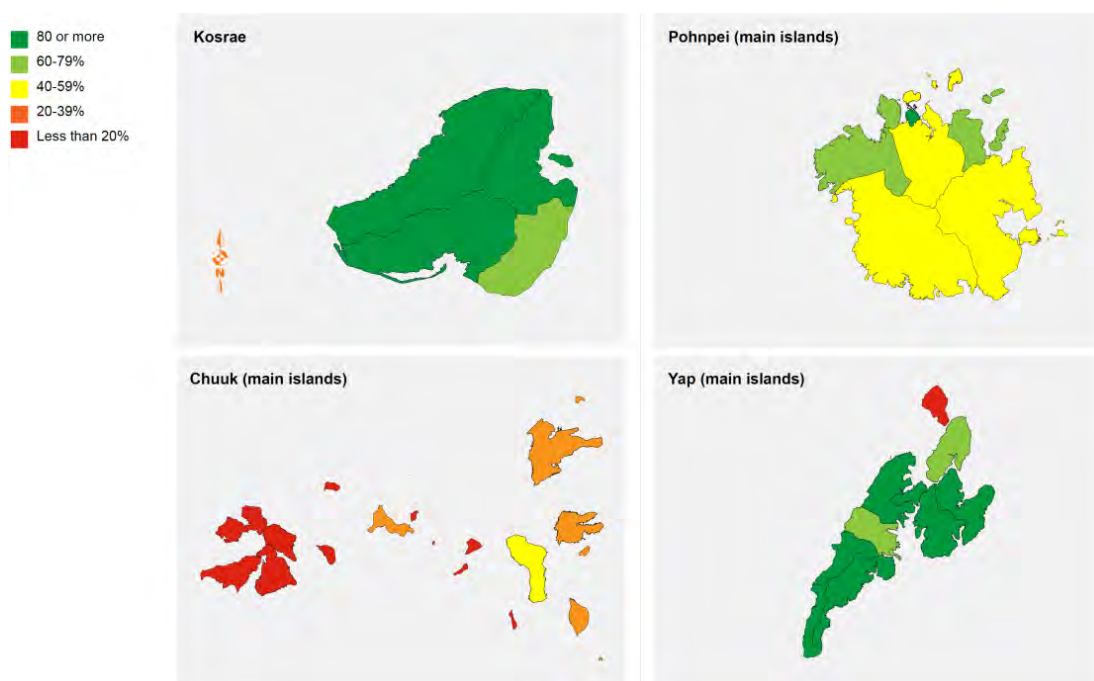 80 or more
60-79%
40-59%
20-39%
Less than 20%
Kosrae
Pohnpei (main islands)
N
Chuuk (main islands)
Yap (main islands)